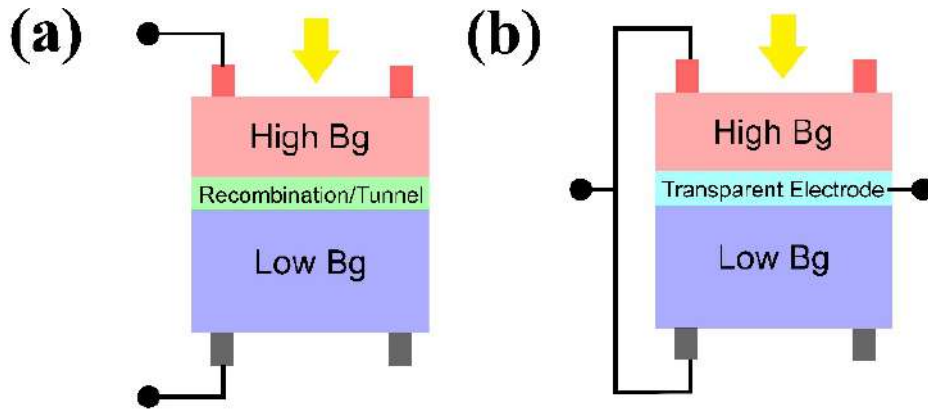 (a)
High Bg
Recombination/Tunnel
Low Bg
(b)
High Bg
Transparent Electrode
Low Bg